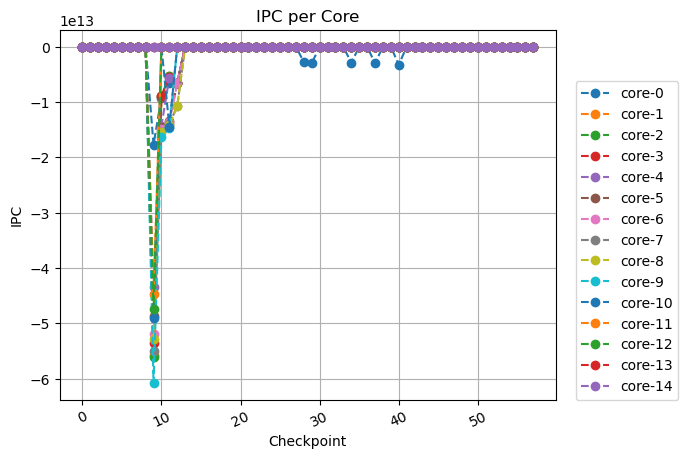 IPC per Core
1e13
0
−1
−2
−3
−4
−5
−6
IPC
0
10
20
30
40
50
Checkpoint
core-0
core-1
core-2
core-3
core-4
core-5
core-6
core-7
core-8
core-9
core-10
core-11
core-12
core-13
core-14